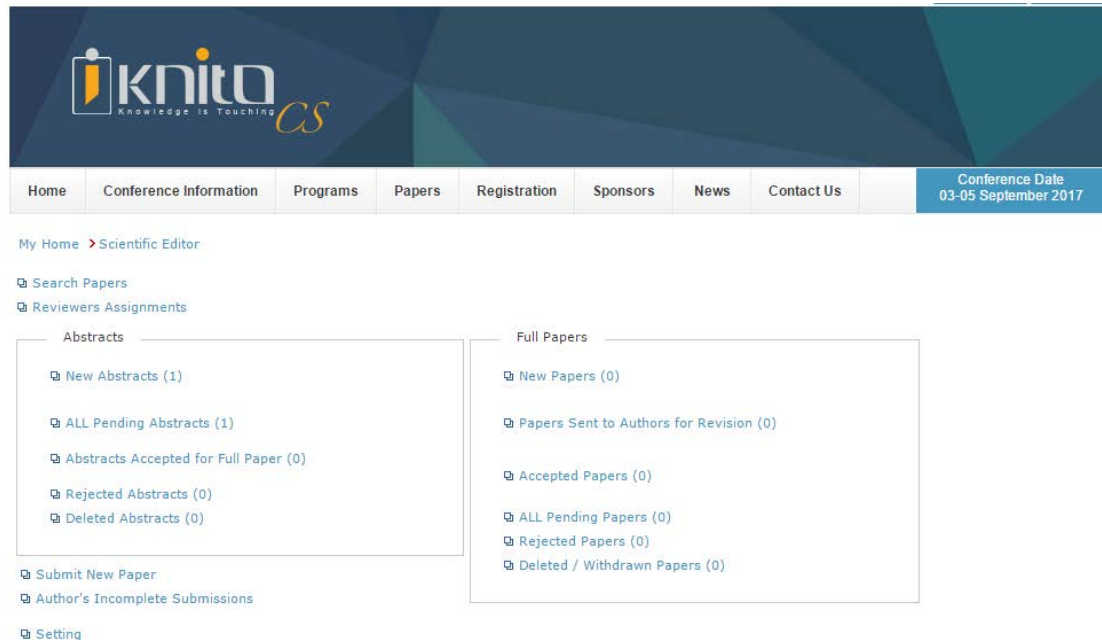 iKnito
Knowledge Is Touching
CS
Home Conference Information Programs Papers Registration Sponsors News Contact Us
Conference Date
03-05 September 2017
My Home > Scientific Editor
Search Papers
Reviewers Assignments
Abstracts
New Abstracts (1)
ALL Pending Abstracts (1)
Abstracts Accepted for Full Paper (0)
Rejected Abstracts (0)
Deleted Abstracts (0)
Full Papers
New Papers (0)
Papers Sent to Authors for Revision (0)
Accepted Papers (0)
ALL Pending Papers (0)
Rejected Papers (0)
Deleted / Withdrawn Papers (0)
Submit New Paper
Author's Incomplete Submissions
Setting